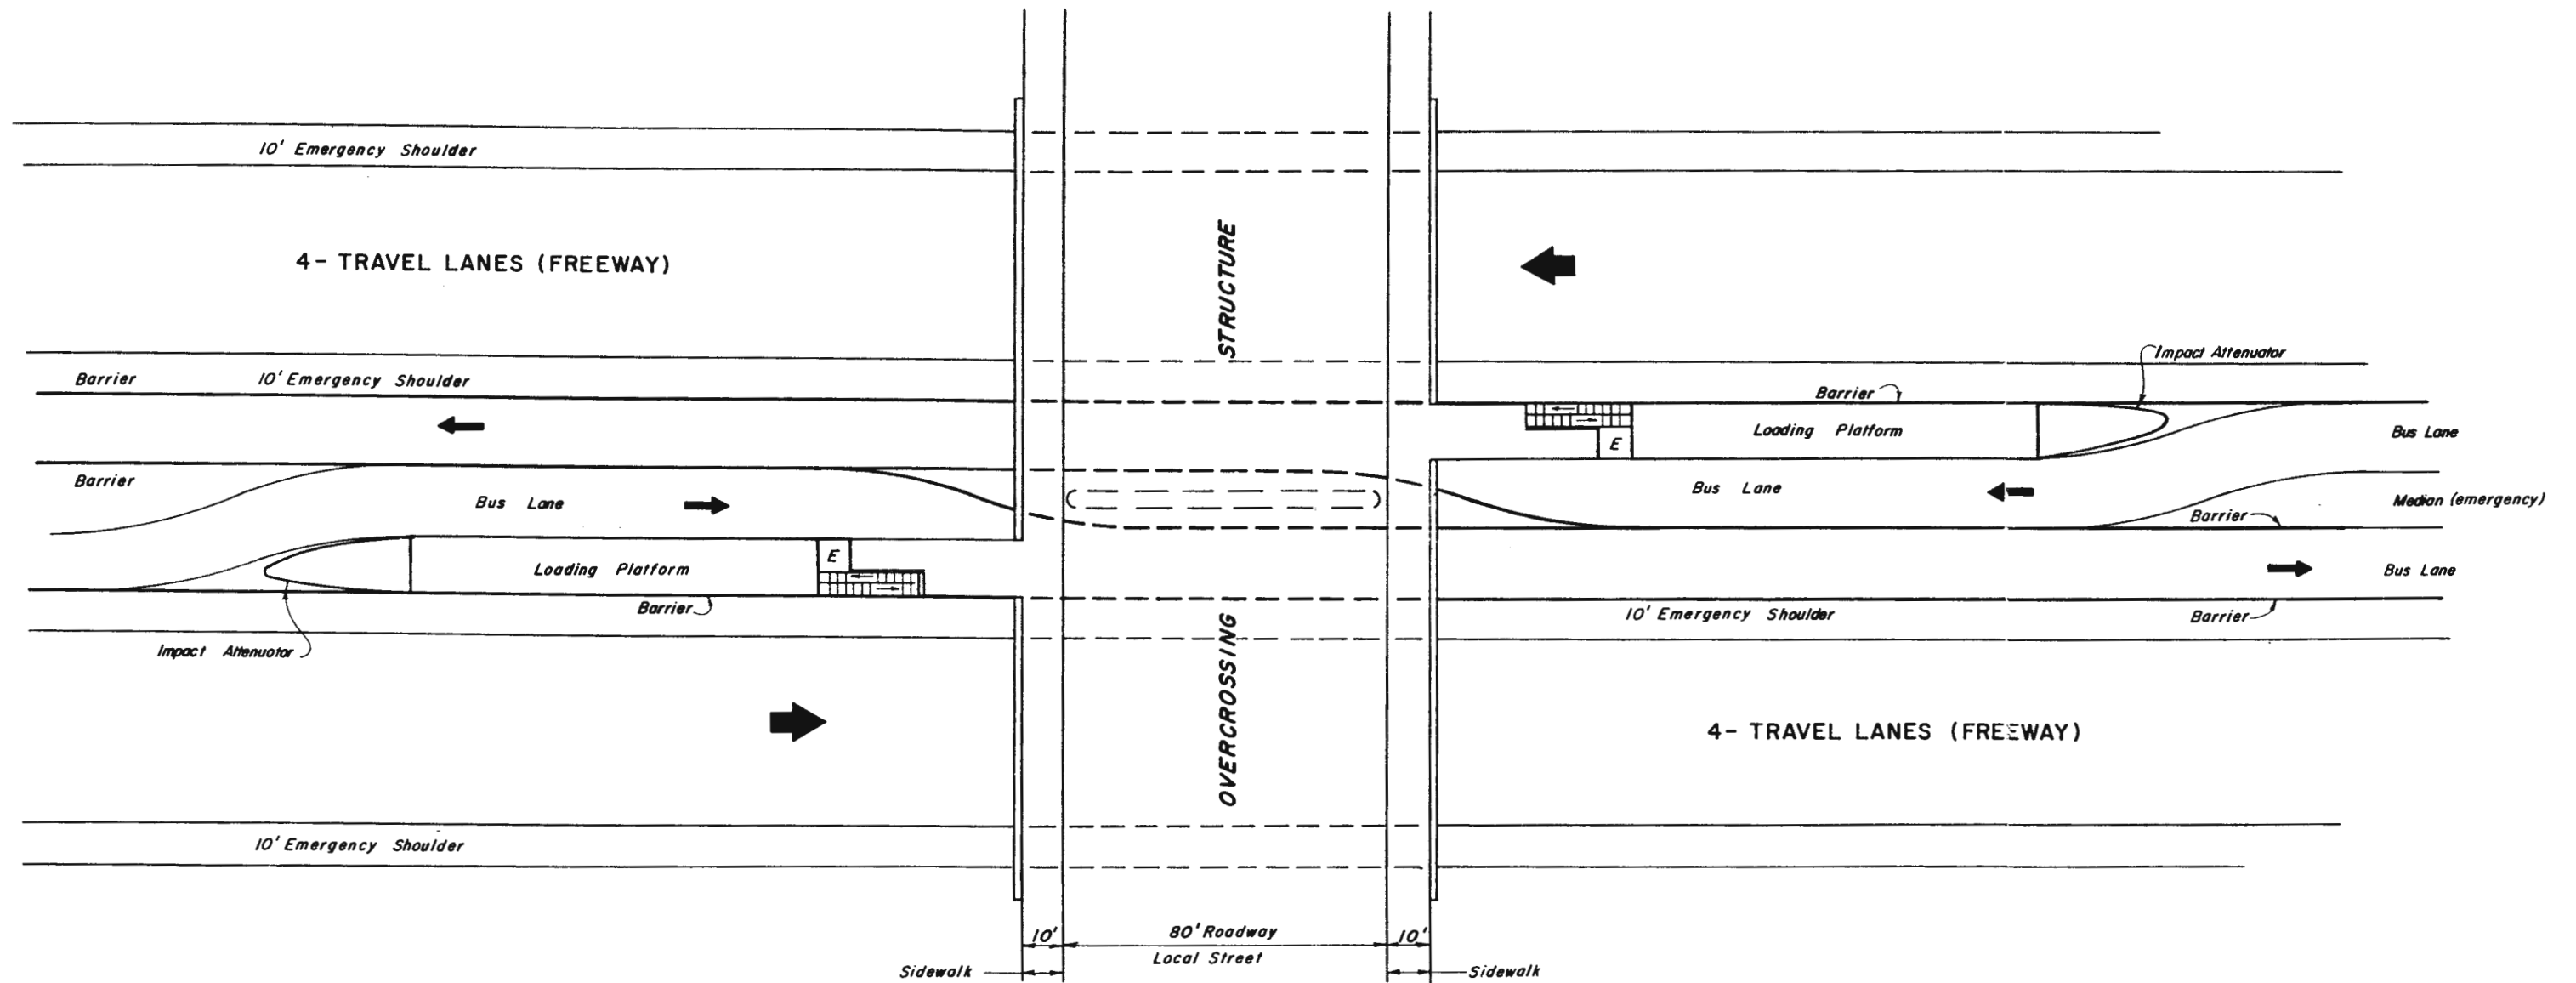 10' Emergency Shoulder
4- TRAVEL LANES (FREEWAY)
STRUCTURE
Impact Attenuator
Barrier
10' Emergency Shoulder
Barrier
Loading Platform
Bus Lane
E
Barrier
Bus Lane
Bus Lane
Median (emergency)
Barrier
E
Loading Platform
Bus Lane
Barrier
10' Emergency Shoulder
Barrier
Impact Attenuator
OVERCROSSING
4- TRAVEL LANES (FREEWAY)
10' Emergency Shoulder
10'
80' Roadway
10'
Local Street
Sidewalk
Sidewalk